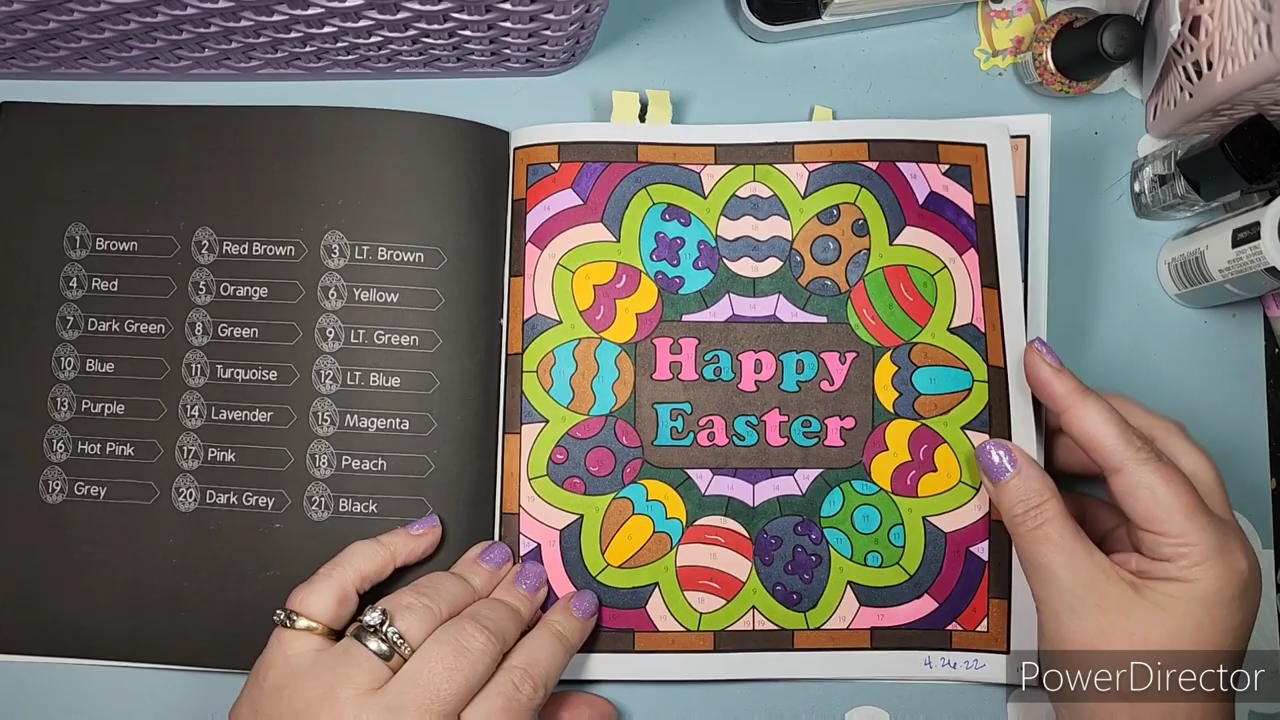 1 Brown
2 Red Brown
3 LT. Brown
4 Red
5 Orange
6 Yellow
7 Dark Green
8 Green
9 LT. Green
10 Blue
11 Turquoise
12 LT. Blue
13 Purple
14 Lavender
15 Magenta
16 Hot Pink
17 Pink
18 Peach
19 Grey
20 Dark Grey
21 Black
Happy
Easter
4.26.22
PowerDirector